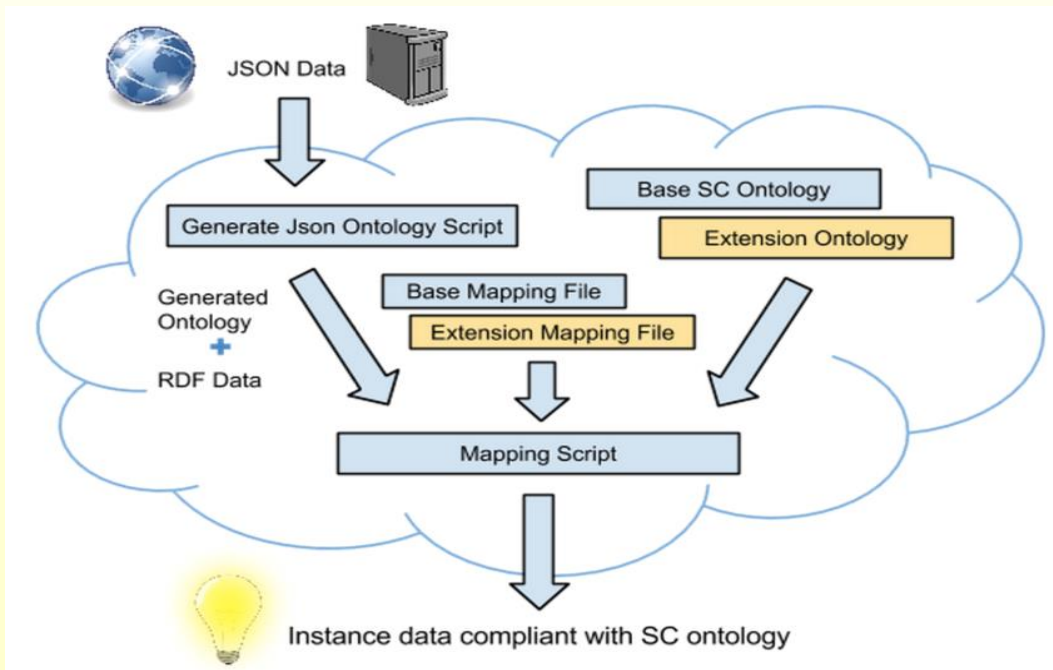 JSON Data
Base SC Ontology
Generate Json Ontology Script
Extension Ontology
Base Mapping File
Generated
Ontology
+
Extension Mapping File
RDF Data
Mapping Script
Instance data compliant with SC ontology